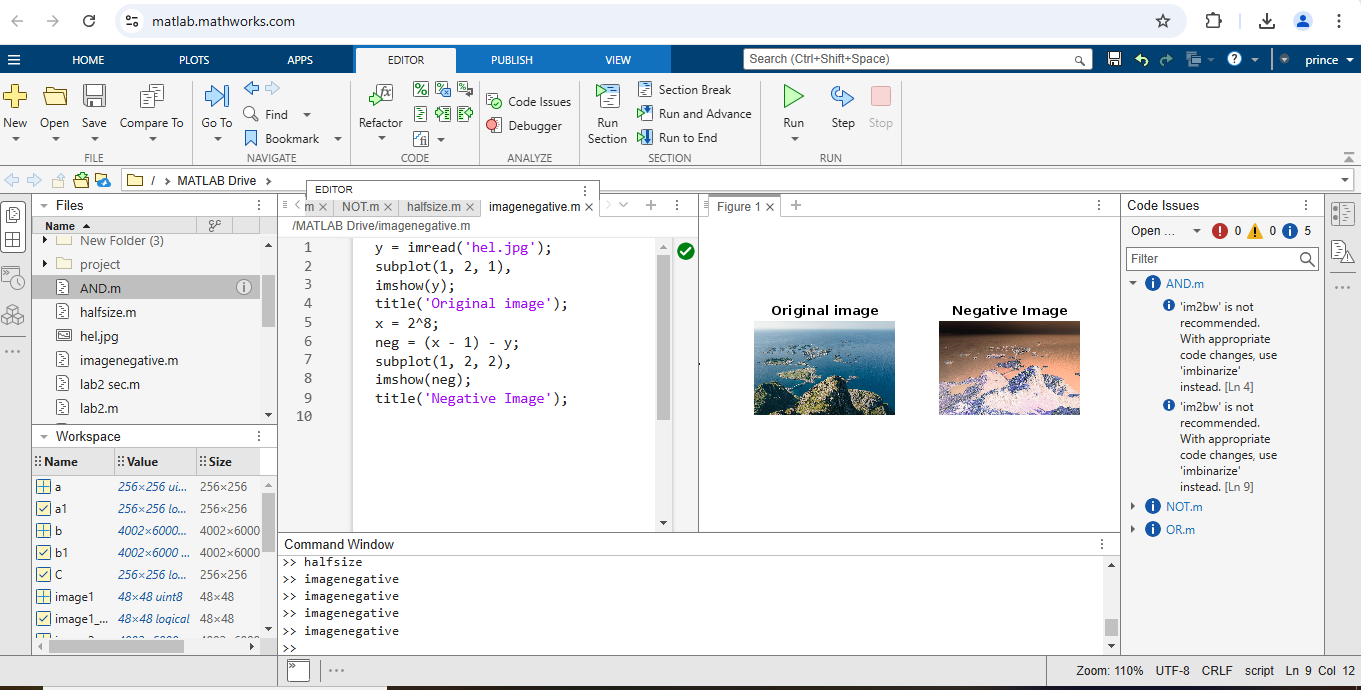 matlab.mathworks.com
HOME PLOTS APPS EDITOR PUBLISH VIEW Search (Ctrl+Shift+Space) prince
New Open Save Compare To
FILE
Go To Find Bookmark
NAVIGATE
Refactor
CODE
Code Issues
Debugger
ANALYZE
Run Section
Section Break
Run and Advance
Run to End
SECTION
Run Step Stop
RUN
/ MATLAB Drive
Files
Name
New Folder (3)
project
AND.m
halfsize.m
hel.jpg
imagenegative.m
lab2 sec.m
lab2.m
Workspace
Name Value Size
a 256×256 ui... 256×256
a1 256×256 lo... 256×256
b 4002×6000... 4002×6000
b1 4002×6000 ... 4002×6000
C 256×256 lo... 256×256
image1 48×48 uint8 48×48
image1_... 48×48 logical 48×48
EDITOR
m NOT.m halfsize.m imagenegative.m
/MATLAB Drive/imagenegative.m
1 y = imread('hel.jpg');
2 subplot(1, 2, 1),
3 imshow(y);
4 title('Original image');
5 x = 2^8;
6 neg = (x - 1) - y;
7 subplot(1, 2, 2),
8 imshow(neg);
9 title('Negative Image');
10
Figure 1
Original image Negative Image
Command Window
>> halfsize
>> imagenegative
>> imagenegative
>> imagenegative
>> imagenegative
>>
Code Issues
Open ... 0 0 5
Filter
AND.m
'im2bw' is not
recommended.
With appropriate
code changes, use
'imbinarize'
instead. [Ln 4]
'im2bw' is not
recommended.
With appropriate
code changes, use
'imbinarize'
instead. [Ln 9]
NOT.m
OR.m
Zoom: 110% UTF-8 CRLF script Ln 9 Col 12